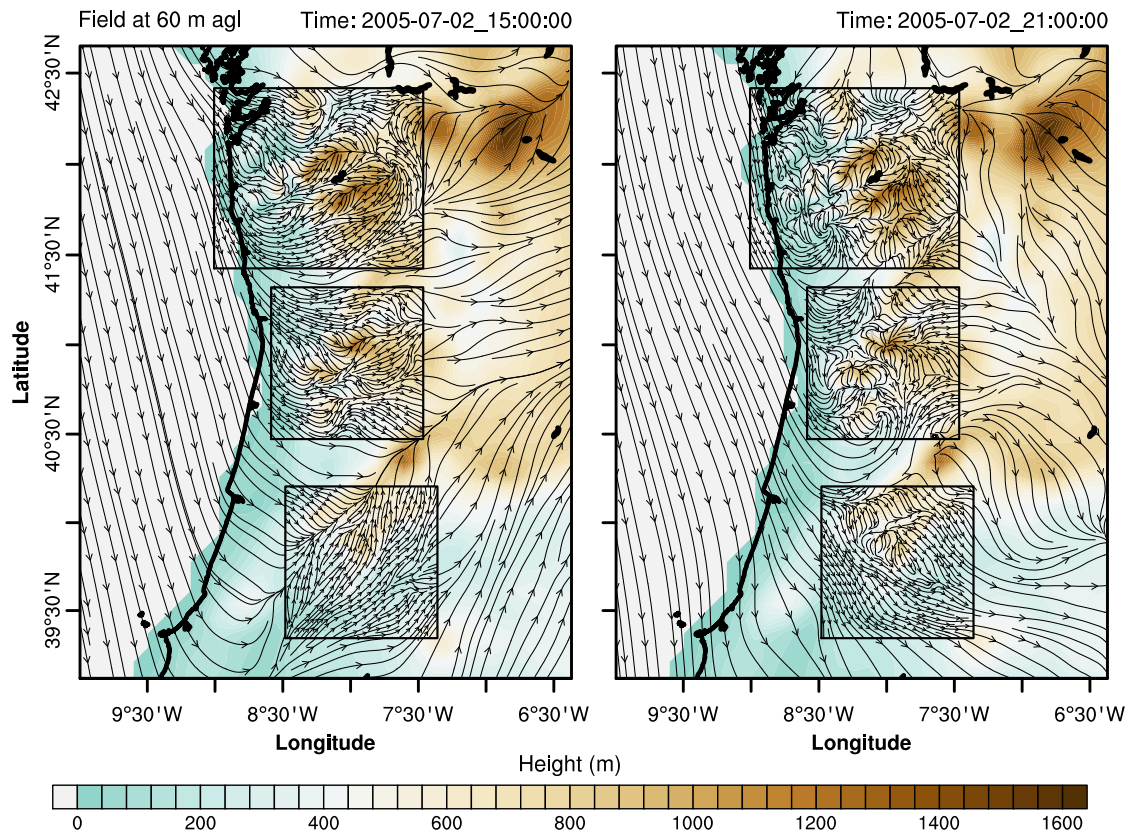 Field at 60 m agl Time: 2005-07-02_15:00:00 Time: 2005-07-02_21:00:00
42°30'N
41°30'N
40°30'N
39°30'N
Latitude
9°30'W 8°30'W 7°30'W 6°30'W 9°30'W 8°30'W 7°30'W 6°30'W
Longitude Longitude
Height (m)
0 200 400 600 800 1000 1200 1400 1600